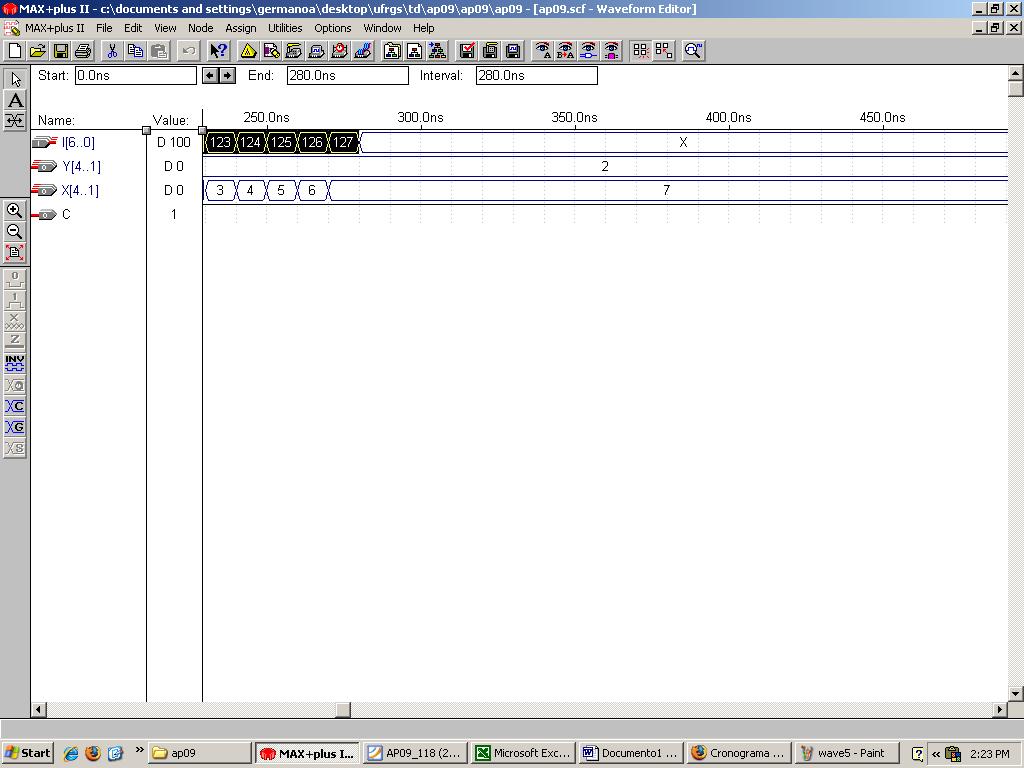 MAX+plus II - c:\documents and settings\germanoa\desktop\ufrgs\td\ap09\ap09 - [ap09.scf - Waveform Editor]
MAX+plus II File Edit View Node Assign Utilities Options Window Help
Start: 0.0ns End: 280.0ns Interval: 280.0ns
Name: Value: 250.0ns 300.0ns 350.0ns 400.0ns 450.0ns
I[6..0] D 100 123 124 125 126 127 X
Y[4..1] D 0 2
X[4..1] D 0 3 4 5 6 7
C 1
Start » ap09 MAX+plus I... AP09_118 (2... Microsoft Exc... Documento1 ... Cronograma ... wave5 - Paint « 2:23 PM